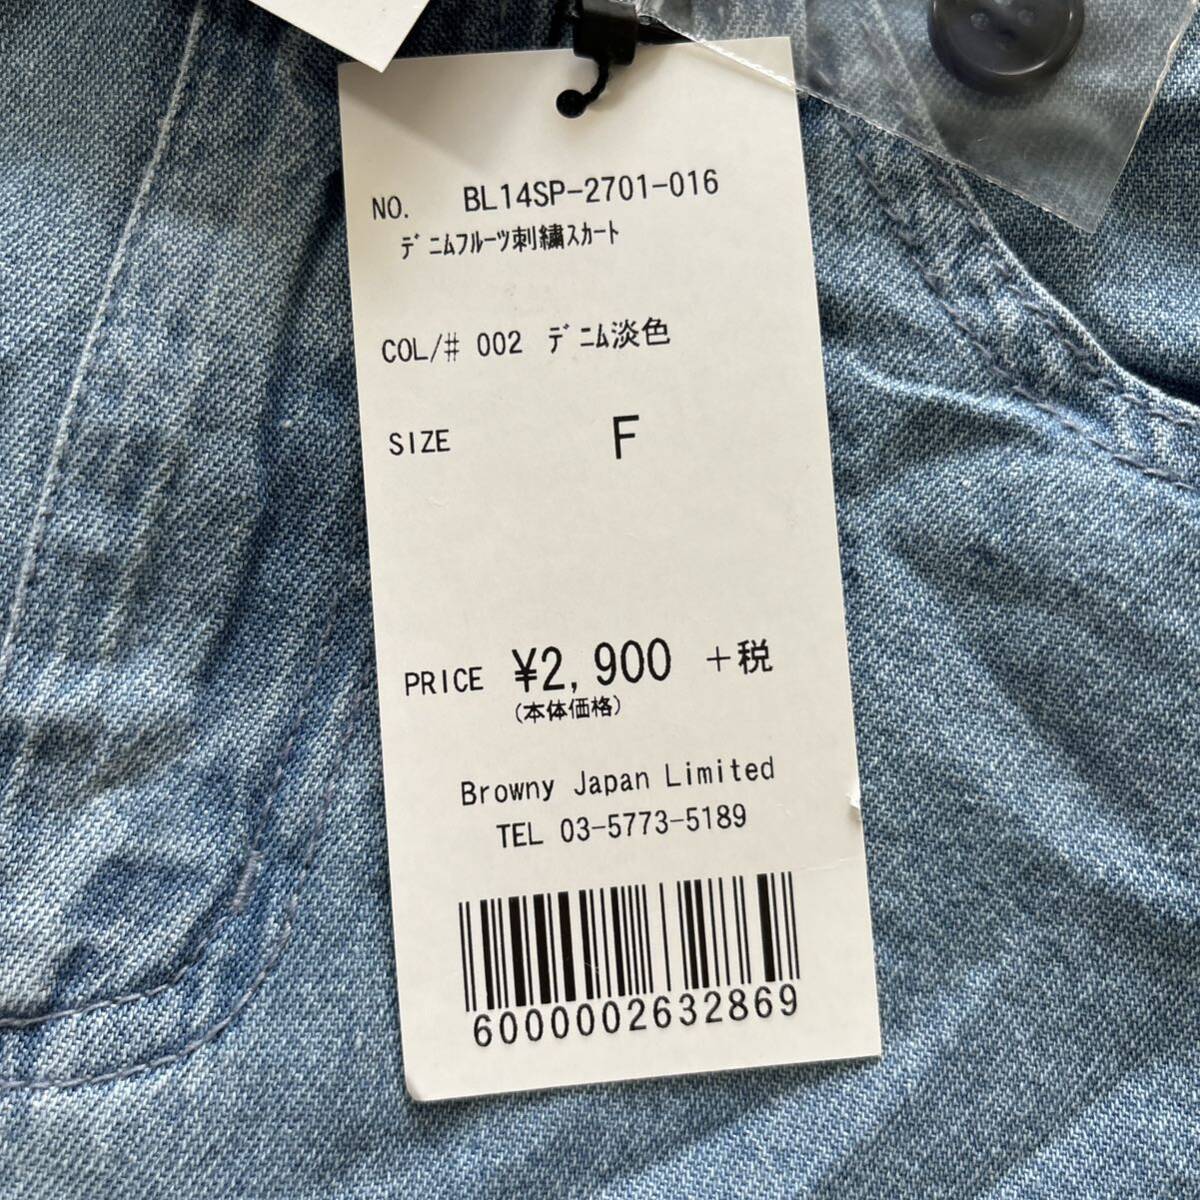 NO. BL14SP-2701-016
ﾃﾞﾆﾑﾌﾙｰﾂ刺繍ｽｶｰﾄ
COL/# 002 ﾃﾞﾆﾑ淡色
SIZE F
PRICE ¥2,900 +税
(本体価格)
Browny Japan Limited
TEL 03-5773-5189
6000002632869